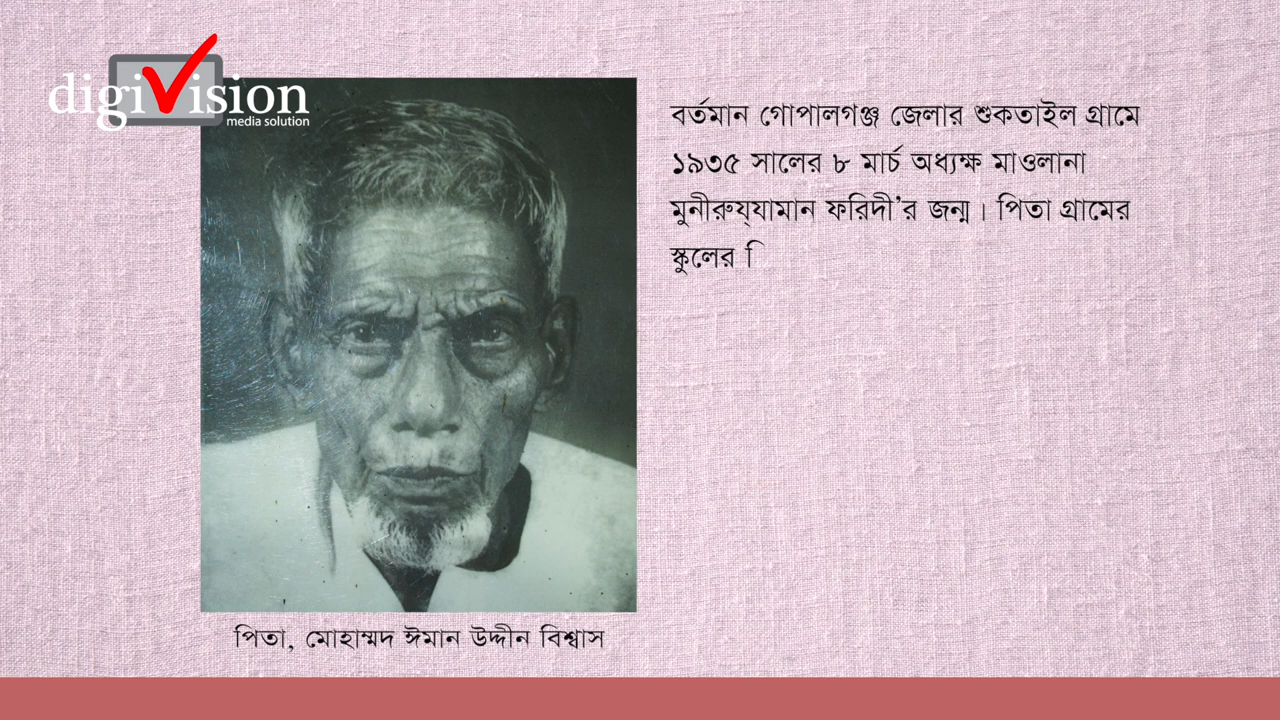 digivision
media solution
বর্তমান গোপালগঞ্জ জেলার শুকতাইল গ্রামে
১৯৩৫ সালের ৮ মার্চ অধ্যক্ষ মাওলানা
মুনীরুয্‌যামান ফরিদী’র জন্ম। পিতা গ্রামের
স্কুলের ি
পিতা, মোহাম্মদ ঈমান উদ্দীন বিশ্বাস